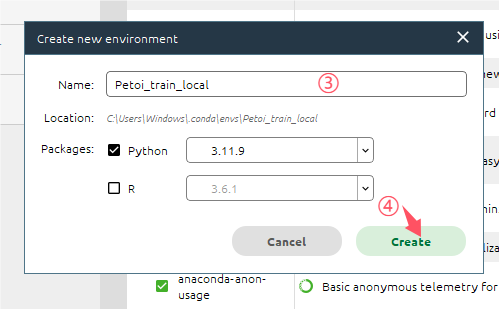 Create new environment
Name: Petoi_train_local ③
Location: C:\Users\Windows\.conda\envs\Petoi_train_local
Packages: Python 3.11.9
R 3.6.1
④
Cancel Create
anaconda-anon-usage Basic anonymous telemetry for